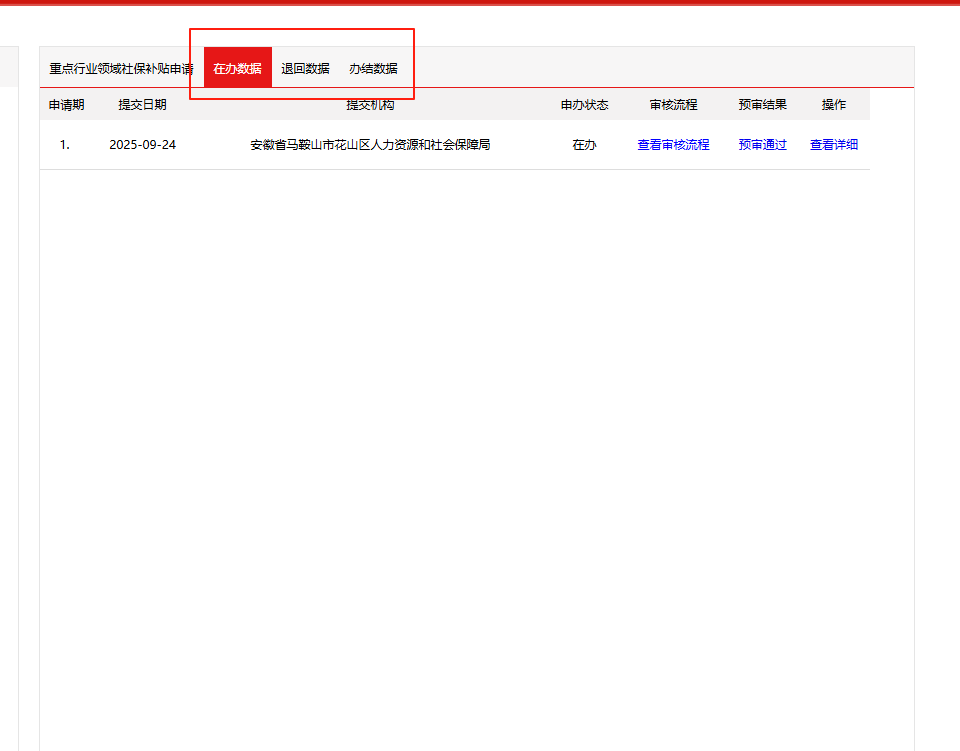 重点行业领域社保补贴申请 在办数据 退回数据 办结数据
申请期 提交日期 提交机构 申办状态 审核流程 预审结果 操作
1. 2025-09-24 安徽省马鞍山市花山区人力资源和社会保障局 在办 查看审核流程 预审通过 查看详细